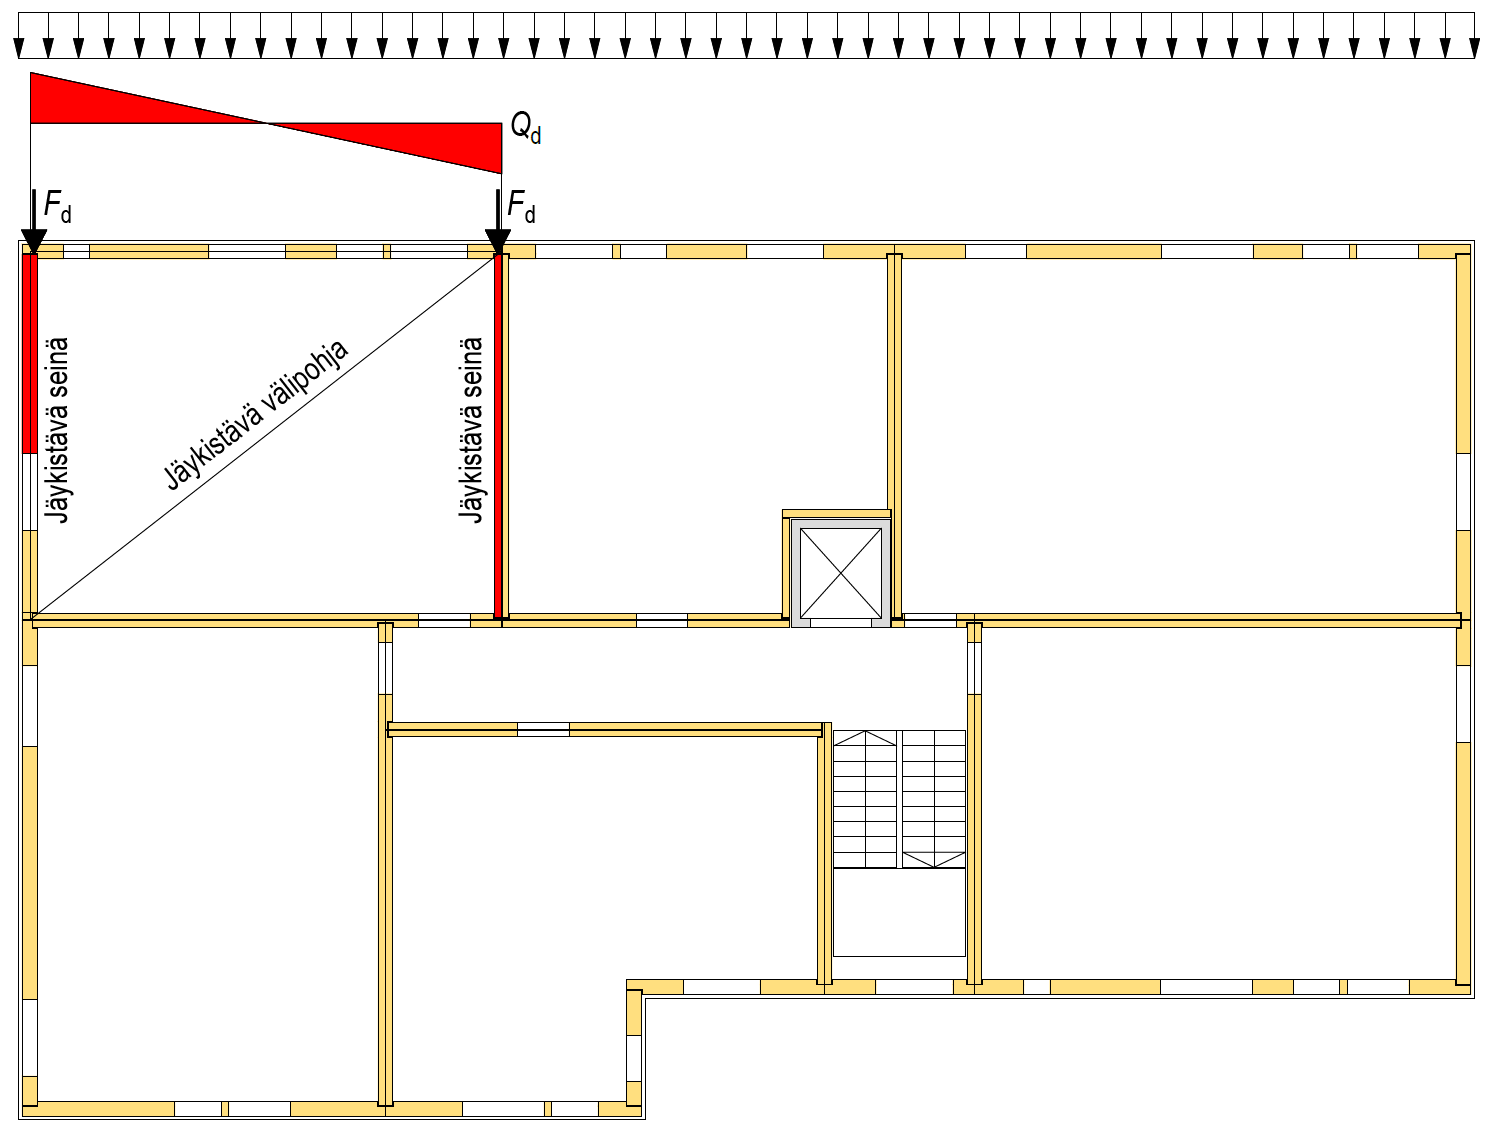 Qd
Fd
Fd
Jäykistävä seinä
Jäykistävä välipohja
Jäykistävä seinä